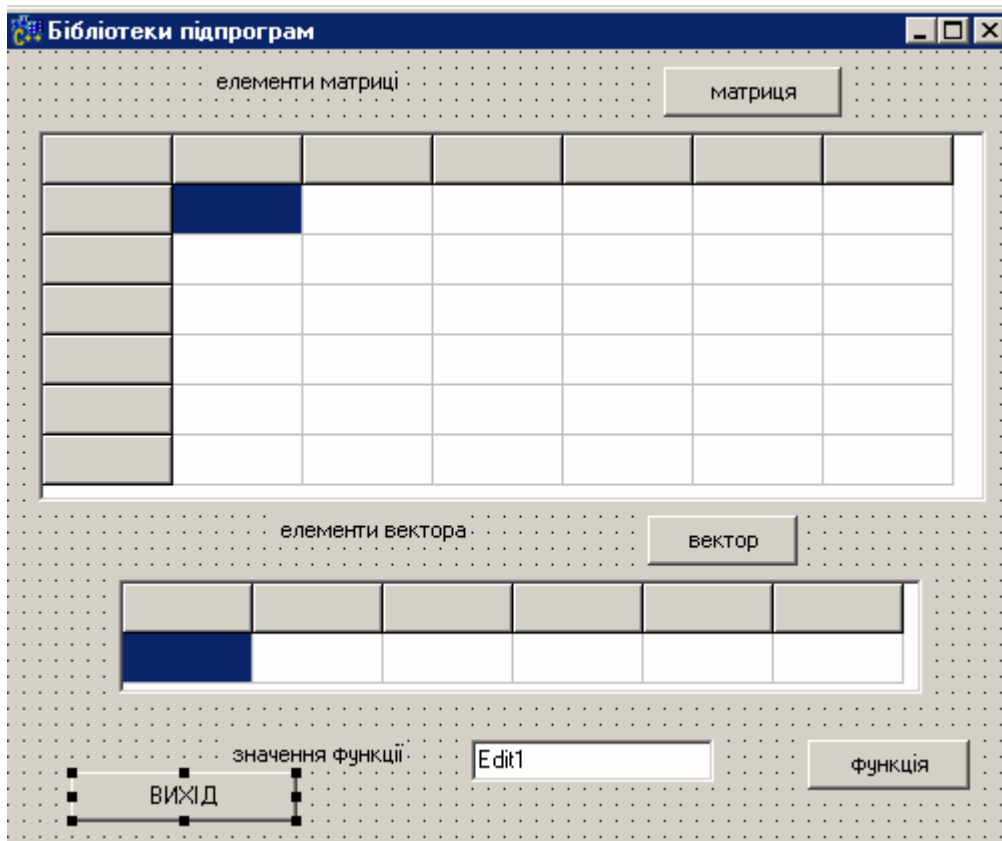 Бібліотеки підпрограм
елементи матриці
матриця
елементи вектора
вектор
значення функції
Edit1
функція
ВИХІД